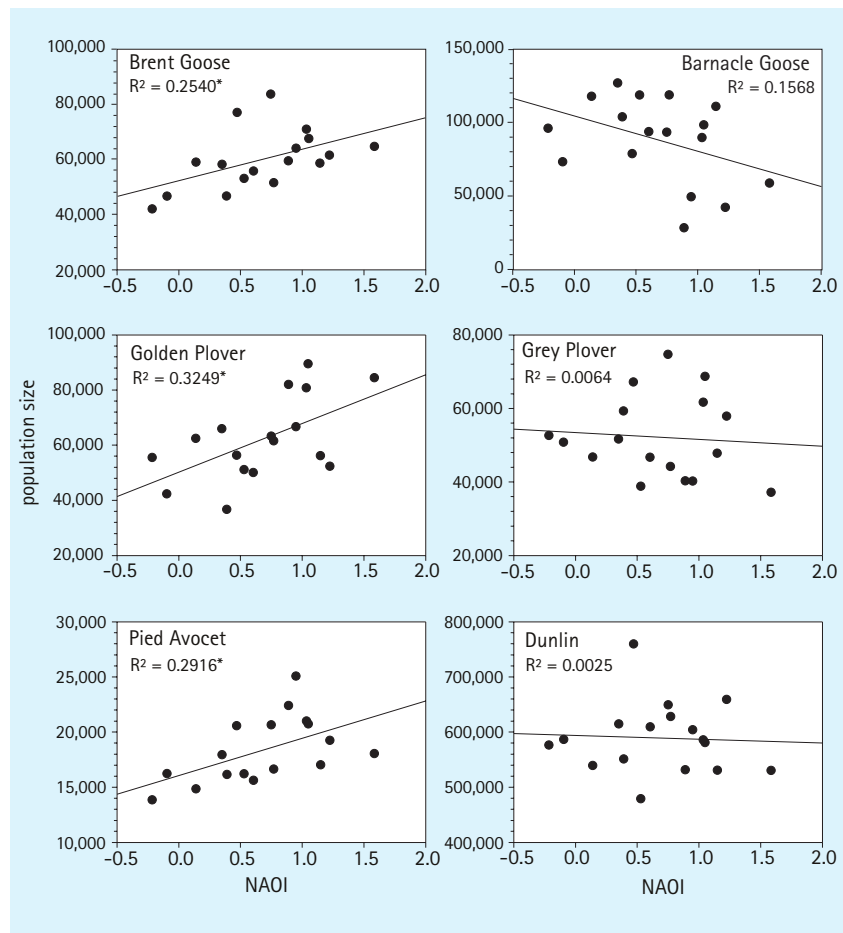 Brent Goose
R² = 0.2540*
100,000
80,000
60,000
40,000
20,000
-0.5 0.0 0.5 1.0 1.5 2.0
Barnacle Goose
R² = 0.1568
150,000
100,000
50,000
0
-0.5 0.0 0.5 1.0 1.5 2.0
population size
Golden Plover
R² = 0.3249*
100,000
80,000
60,000
40,000
20,000
-0.5 0.0 0.5 1.0 1.5 2.0
Grey Plover
R² = 0.0064
80,000
60,000
40,000
20,000
-0.5 0.0 0.5 1.0 1.5 2.0
Pied Avocet
R² = 0.2916*
30,000
25,000
20,000
15,000
10,000
-0.5 0.0 0.5 1.0 1.5 2.0
NAOI
Dunlin
R² = 0.0025
800,000
700,000
600,000
500,000
400,000
-0.5 0.0 0.5 1.0 1.5 2.0
NAOI